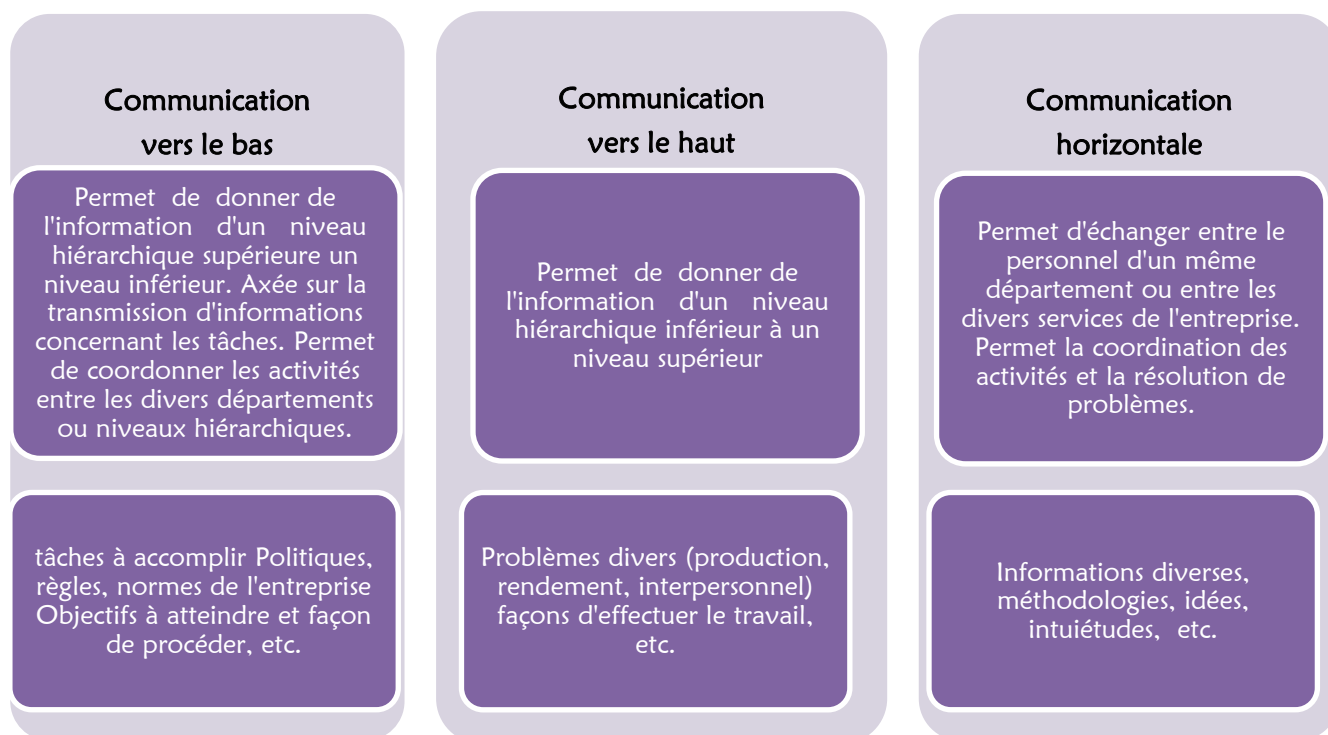 Communication
vers le bas
Permet de donner de
l'information d'un niveau
hiérarchique supérieure un
niveau inférieur. Axée sur la
transmission d'informations
concernant les tâches. Permet
de coordonner les activités
entre les divers départements
ou niveaux hiérarchiques.
tâches à accomplir Politiques,
règles, normes de l'entreprise
Objectifs à atteindre et façon
de procéder, etc.
Communication
vers le haut
Permet de donner de
l'information d'un niveau
hiérarchique inférieur à un
niveau supérieur
Problèmes divers (production,
rendement, interpersonnel)
façons d'effectuer le travail,
etc.
Communication
horizontale
Permet d'échanger entre le
personnel d'un même
département ou entre les
divers services de l'entreprise.
Permet la coordination des
activités et la résolution de
problèmes.
Informations diverses,
méthodologies, idées,
intuiétudes, etc.